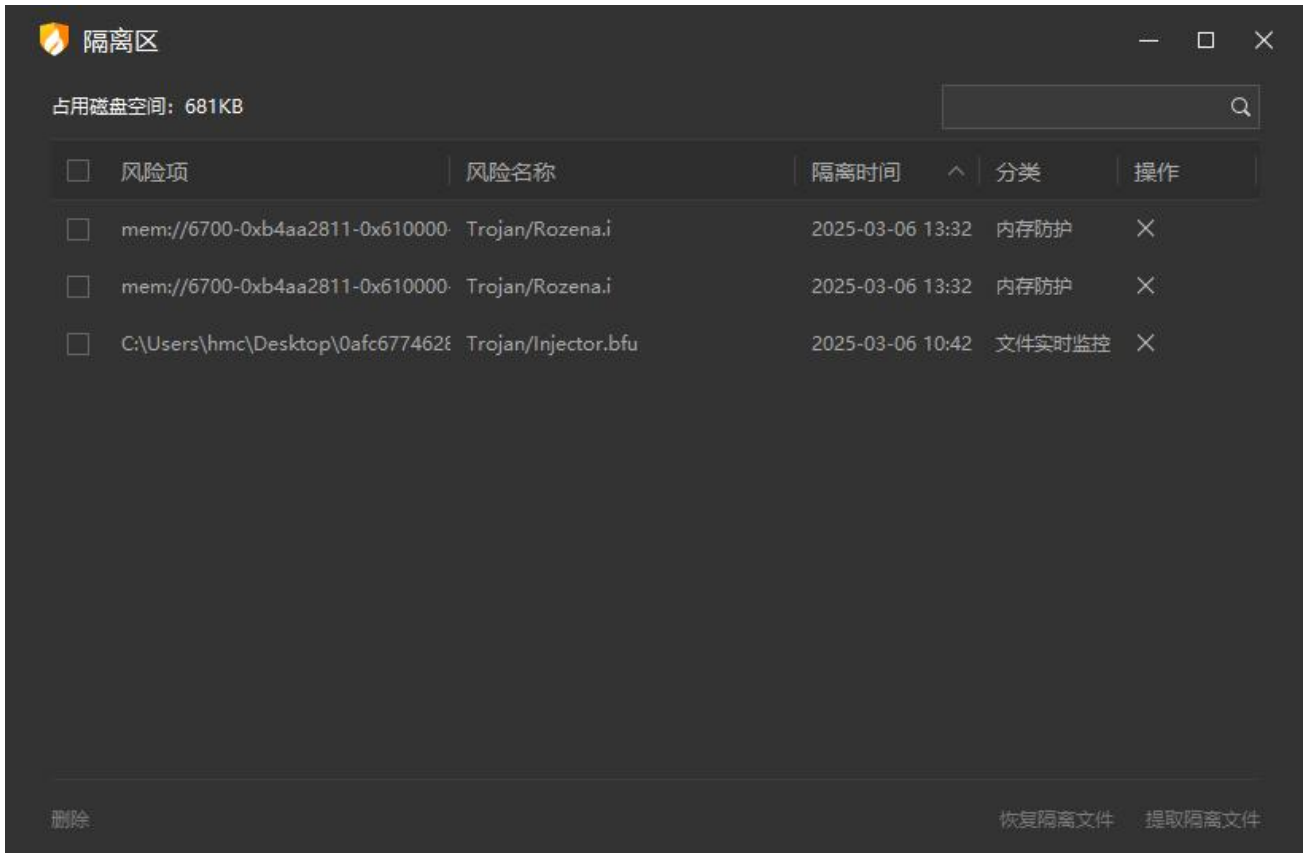 隔离区
占用磁盘空间：681KB
风险项 风险名称 隔离时间 分类 操作
mem://6700-0xb4aa2811-0x610000- Trojan/Rozena.i 2025-03-06 13:32 内存防护
mem://6700-0xb4aa2811-0x610000- Trojan/Rozena.i 2025-03-06 13:32 内存防护
C:\Users\hmc\Desktop\0afc6774628 Trojan/Injector.bfu 2025-03-06 10:42 文件实时监控
删除 恢复隔离文件 提取隔离文件